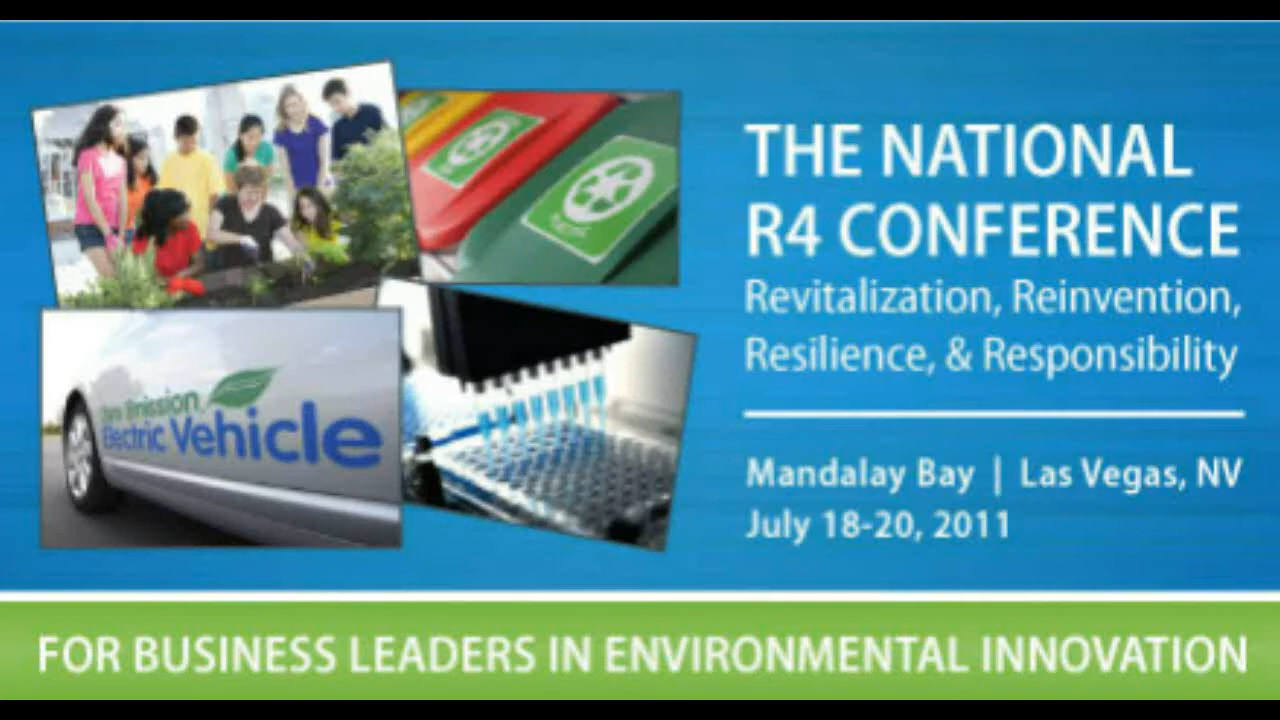 THE NATIONAL
R4 CONFERENCE
Revitalization, Reinvention,
Resilience, & Responsibility
Mandalay Bay | Las Vegas, NV
July 18-20, 2011
Emission
Electric Vehicle
FOR BUSINESS LEADERS IN ENVIRONMENTAL INNOVATION